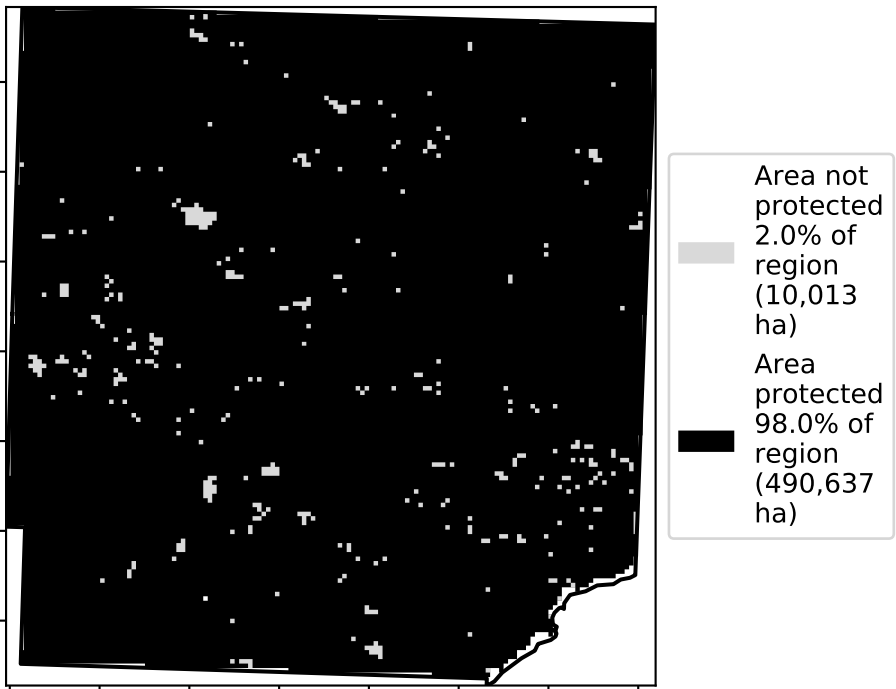 Area not
protected
2.0% of
region
(10,013
ha)
Area
protected
98.0% of
region
(490,637
ha)